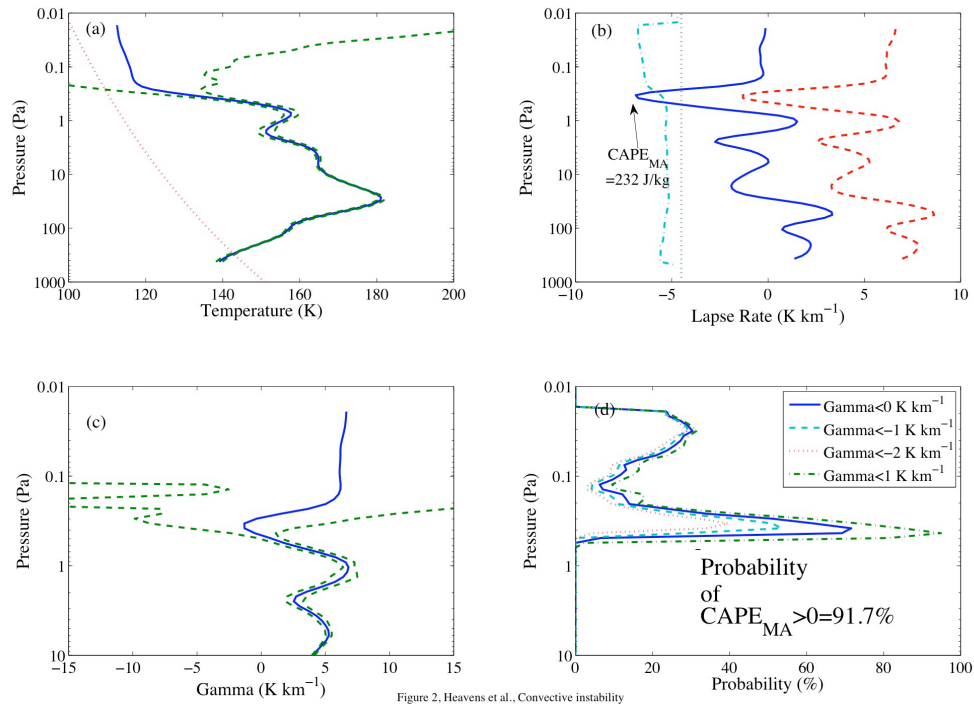 (a)
0.01
0.1
1
10
100
1000
Pressure (Pa)
100 120 140 160 180 200
Temperature (K)
(b)
0.01
0.1
1
10
100
1000
Pressure (Pa)
CAPE_MA
=232 J/kg
−10 −5 0 5 10
Lapse Rate (K km⁻¹)
(c)
0.01
0.1
1
10
Pressure (Pa)
−15 −10 −5 0 5 10 15
Gamma (K km⁻¹)
(d)
0.01
0.1
1
10
Pressure (Pa)
Gamma<0 K km⁻¹
Gamma<−1 K km⁻¹
Gamma<−2 K km⁻¹
Gamma<1 K km⁻¹
Probability
of
CAPE_MA>0=91.7%
0 20 40 60 80 100
Probability (%)
Figure 2, Heavens et al., Convective instability